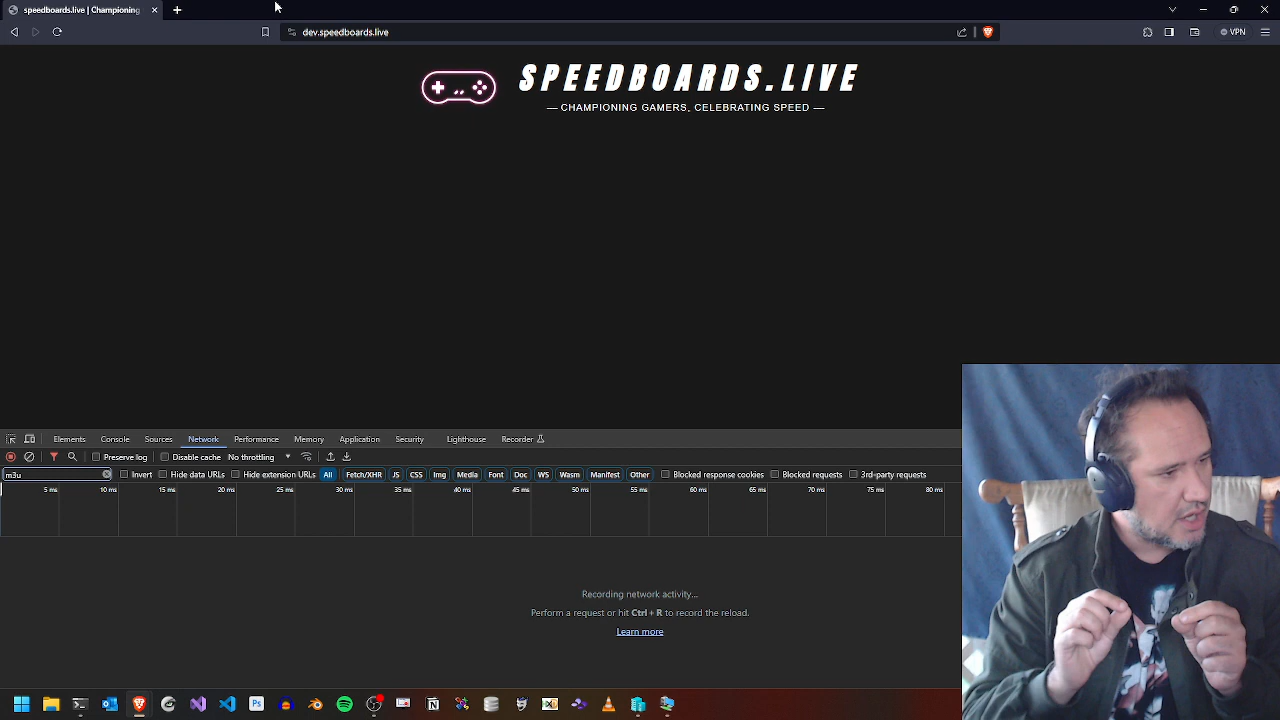 speedboards.live | Championing
dev.speedboards.live
VPN
SPEEDBOARDS.LIVE
— CHAMPIONING GAMERS, CELEBRATING SPEED —
Elements Console Sources Network Performance Memory Application Security Lighthouse Recorder
Preserve log Disable cache No throttling
m3u Invert Hide data URLs Hide extension URLs All Fetch/XHR JS CSS Img Media Font Doc WS Wasm Manifest Other Blocked response cookies Blocked requests 3rd-party requests
5 ms 10 ms 15 ms 20 ms 25 ms 30 ms 35 ms 40 ms 45 ms 50 ms 55 ms 60 ms 65 ms 70 ms 75 ms 80 ms
Recording network activity...
Perform a request or hit Ctrl + R to record the reload.
Learn more
Ps